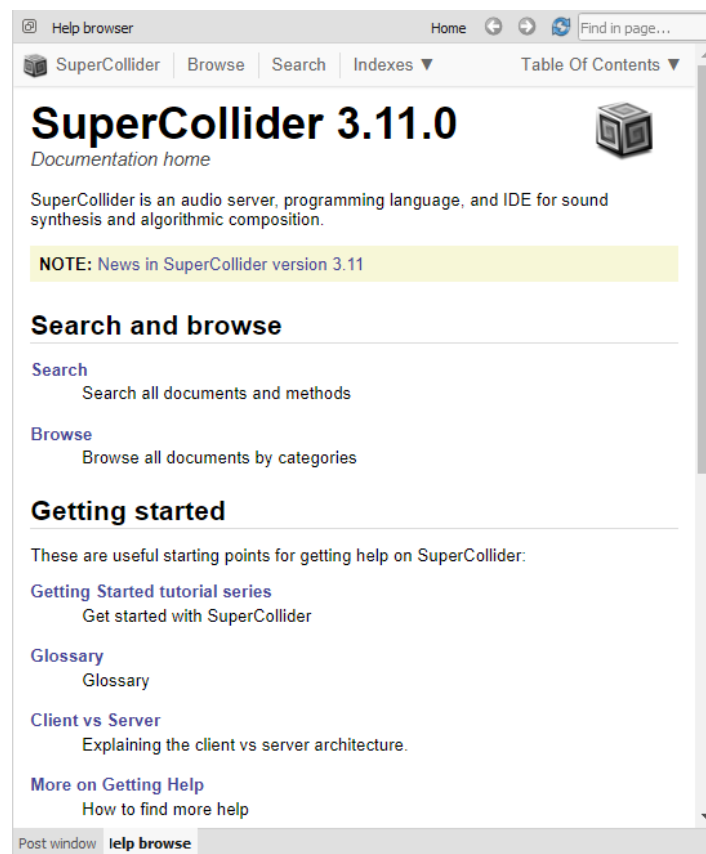 Help browser Home Find in page...
SuperCollider Browse Search Indexes ▼ Table Of Contents ▼
SuperCollider 3.11.0
Documentation home
SuperCollider is an audio server, programming language, and IDE for sound
synthesis and algorithmic composition.
NOTE: News in SuperCollider version 3.11
Search and browse
Search
Search all documents and methods
Browse
Browse all documents by categories
Getting started
These are useful starting points for getting help on SuperCollider:
Getting Started tutorial series
Get started with SuperCollider
Glossary
Glossary
Client vs Server
Explaining the client vs server architecture.
More on Getting Help
How to find more help
Post window lelp browse